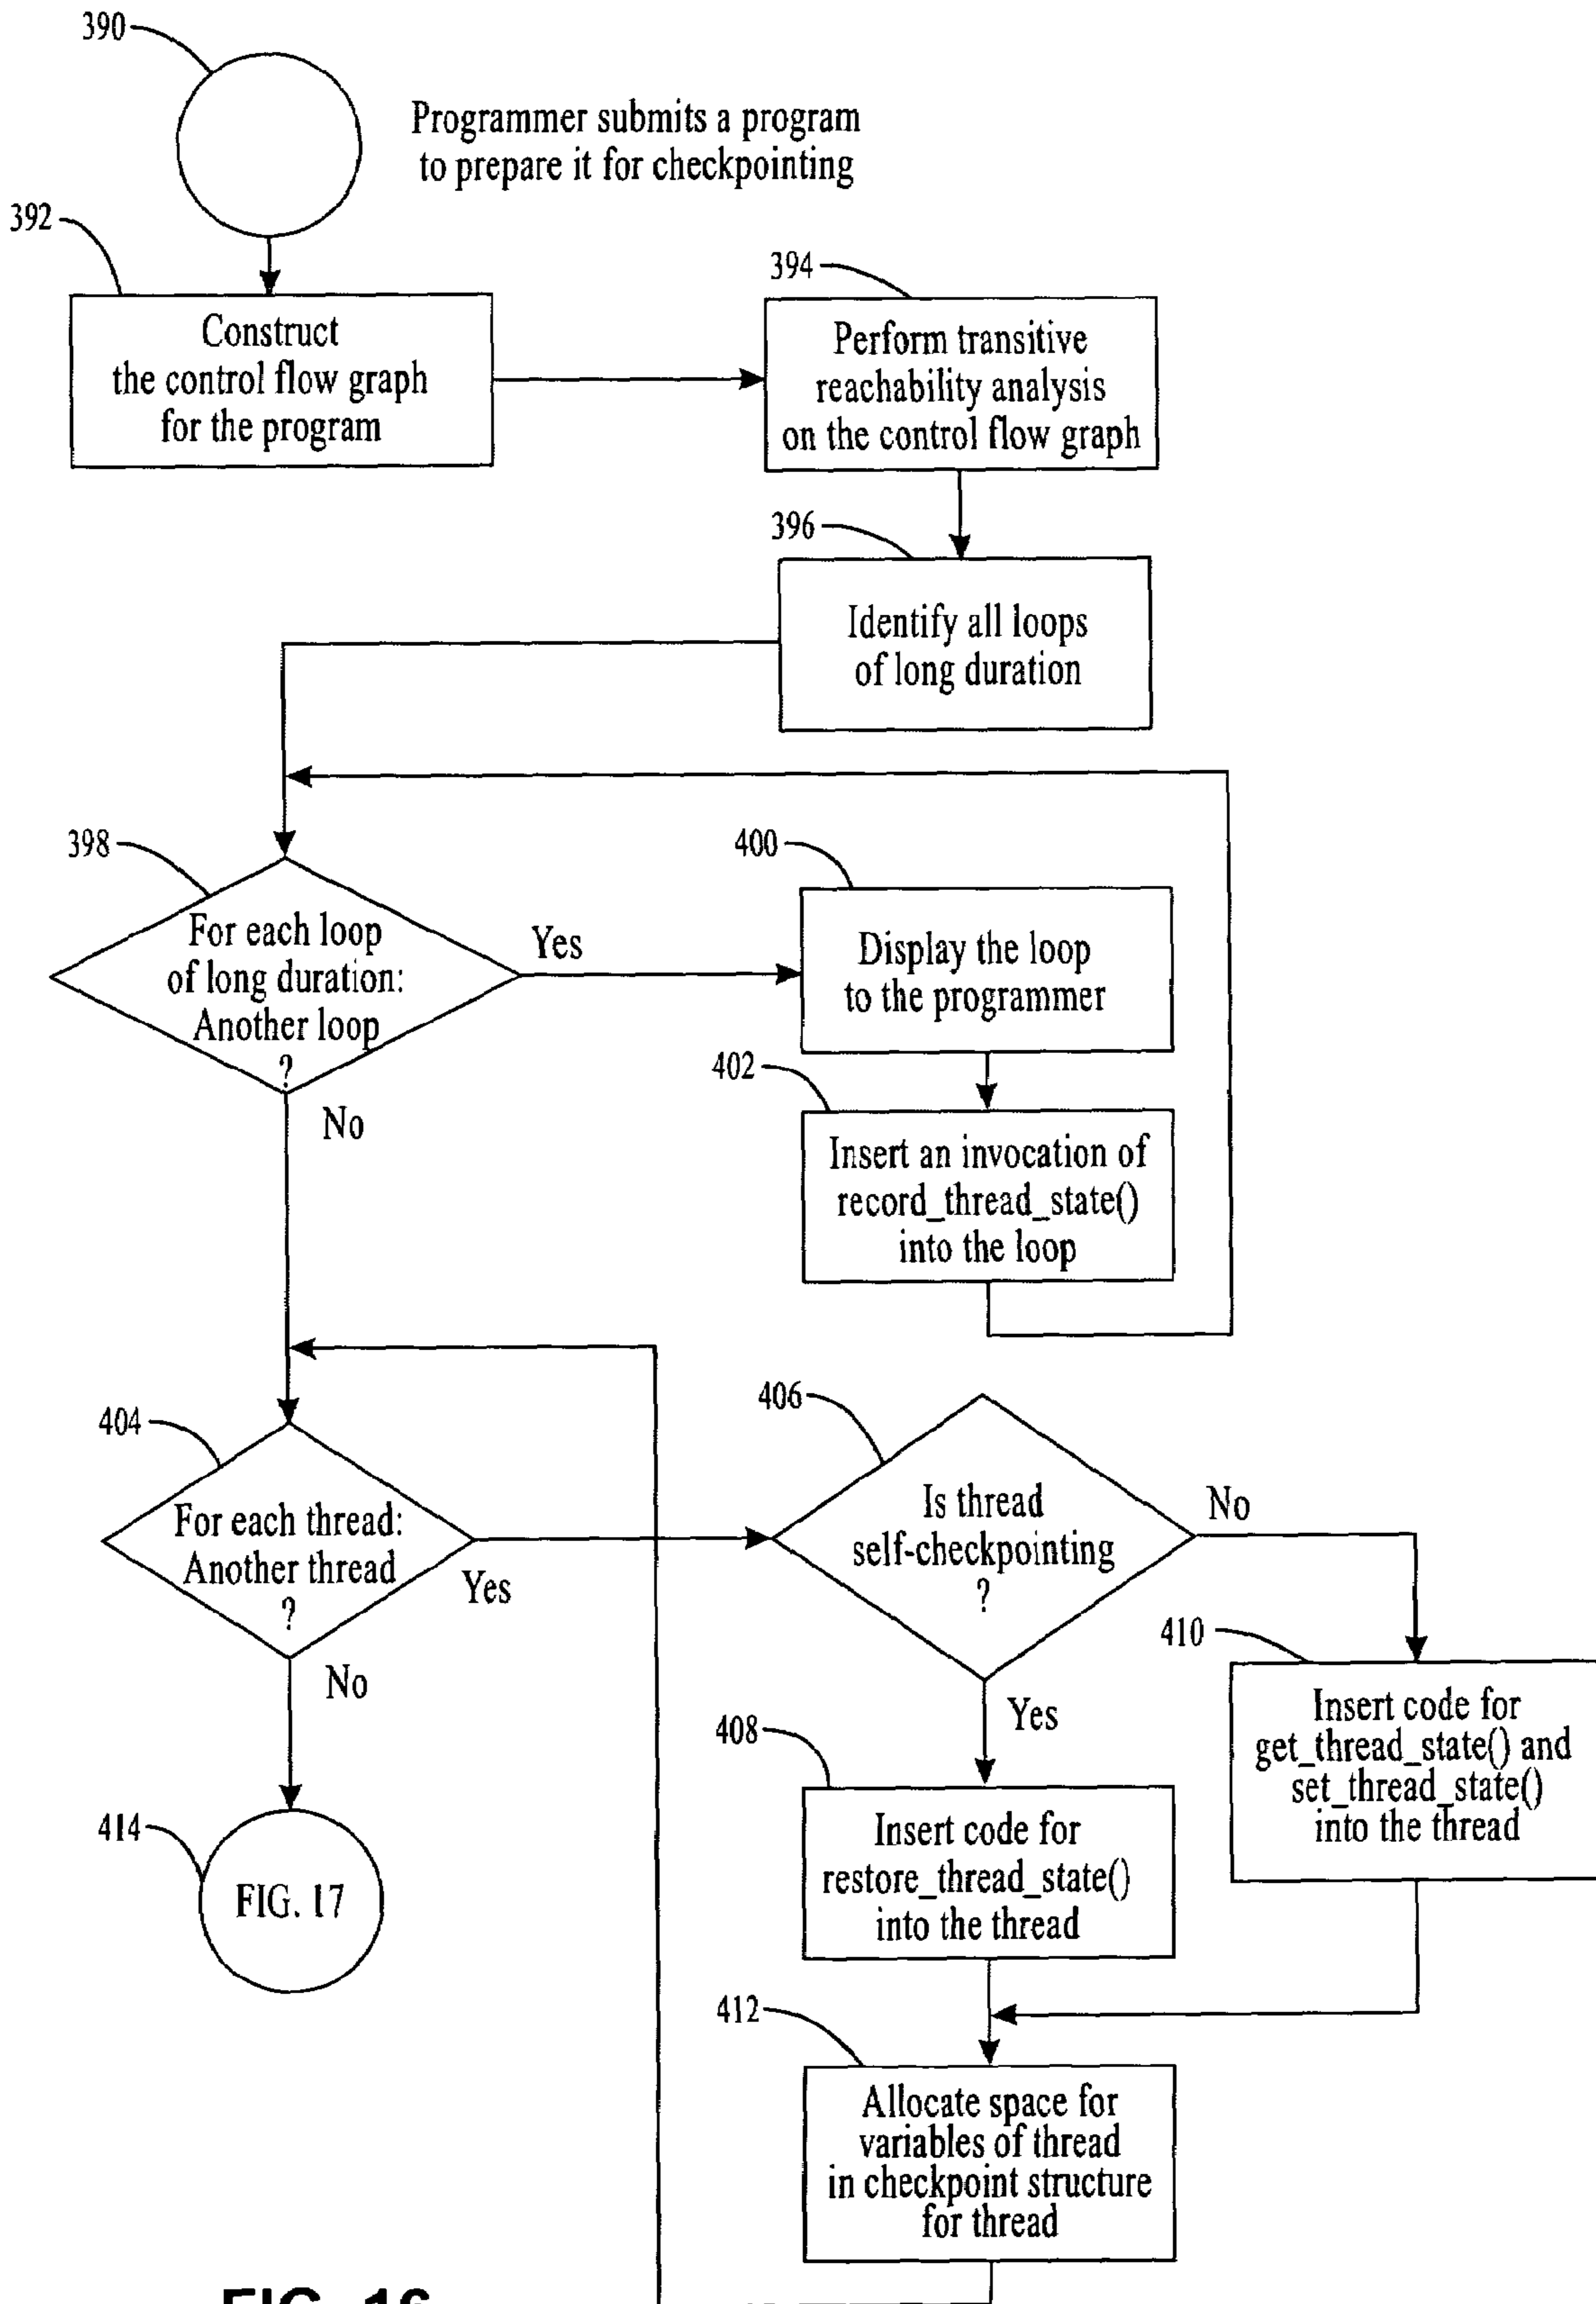 390
Programmer submits a program
to prepare it for checkpointing
392
Construct
the control flow graph
for the program
394
Perform transitive
reachability analysis
on the control flow graph
396
Identify all loops
of long duration
398
For each loop
of long duration:
Another loop
?
Yes
No
400
Display the loop
to the programmer
402
Insert an invocation of
record_thread_state()
into the loop
404
For each thread:
Another thread
?
Yes
No
406
Is thread
self-checkpointing
?
No
Yes
410
Insert code for
get_thread_state() and
set_thread_state()
into the thread
408
Insert code for
restore_thread_state()
into the thread
414
FIG. 17
412
Allocate space for
variables of thread
in checkpoint structure
for thread
FIG. 16